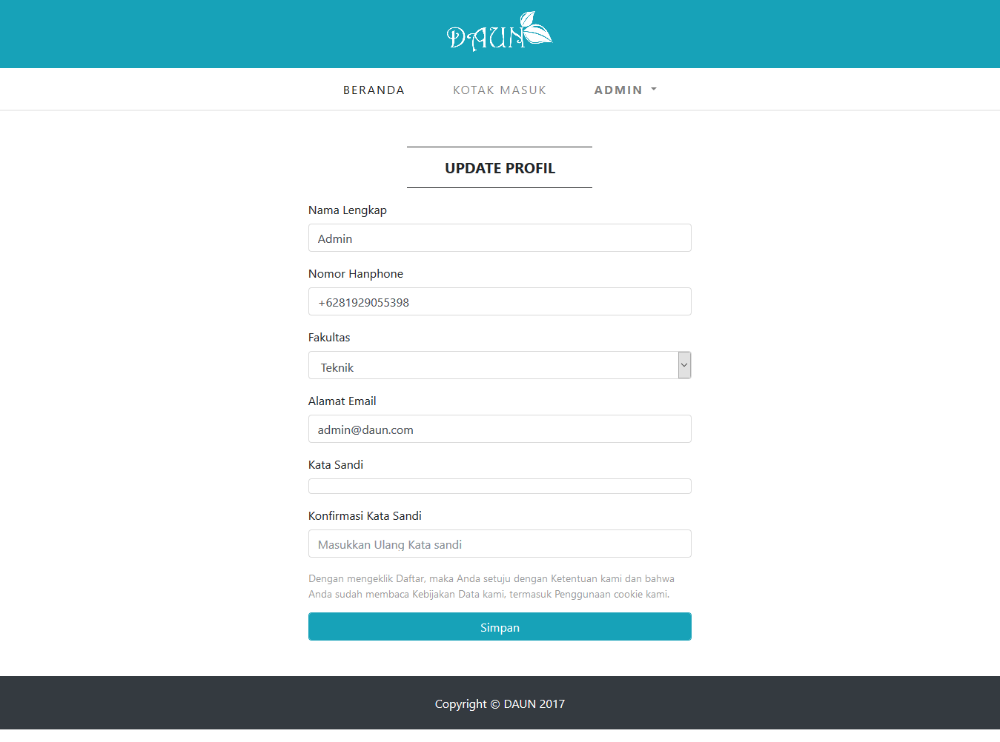 DAUN
BERANDA
KOTAK MASUK
ADMIN
UPDATE PROFIL
Nama Lengkap
Admin
Nomor Hanphone
+6281929055398
Fakultas
Teknik
Alamat Email
admin@daun.com
Kata Sandi
Konfirmasi Kata Sandi
Masukkan Ulang Kata sandi
Dengan mengeklik Daftar, maka Anda setuju dengan Ketentuan kami dan bahwa
Anda sudah membaca Kebijakan Data kami, termasuk Penggunaan cookie kami.
Simpan
Copyright © DAUN 2017